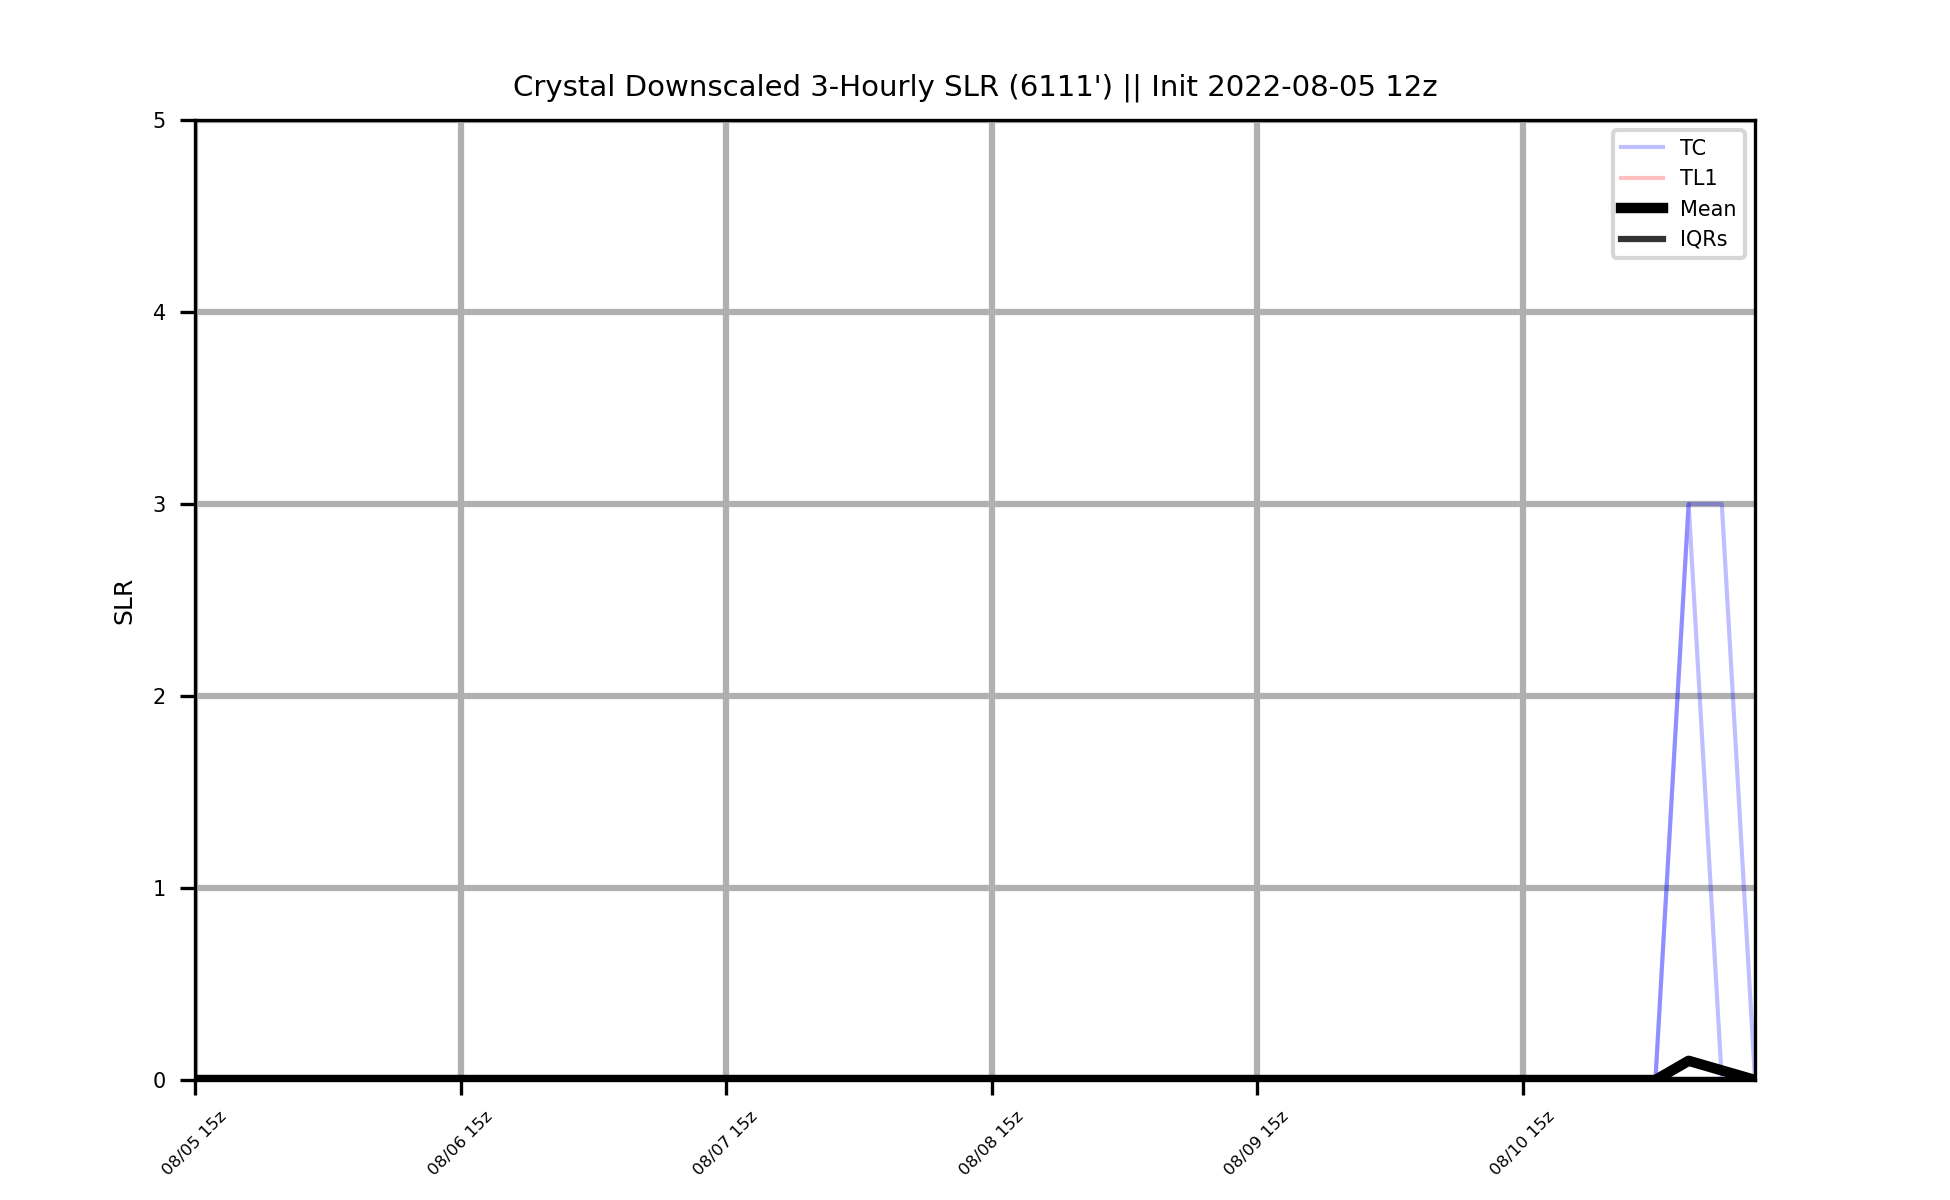 Crystal Downscaled 3-Hourly SLR (6111') || Init 2022-08-05 12z
TC
TL1
Mean
IQRs
SLR
5
4
3
2
1
0
08/05 15z
08/06 15z
08/07 15z
08/08 15z
08/09 15z
08/10 15z